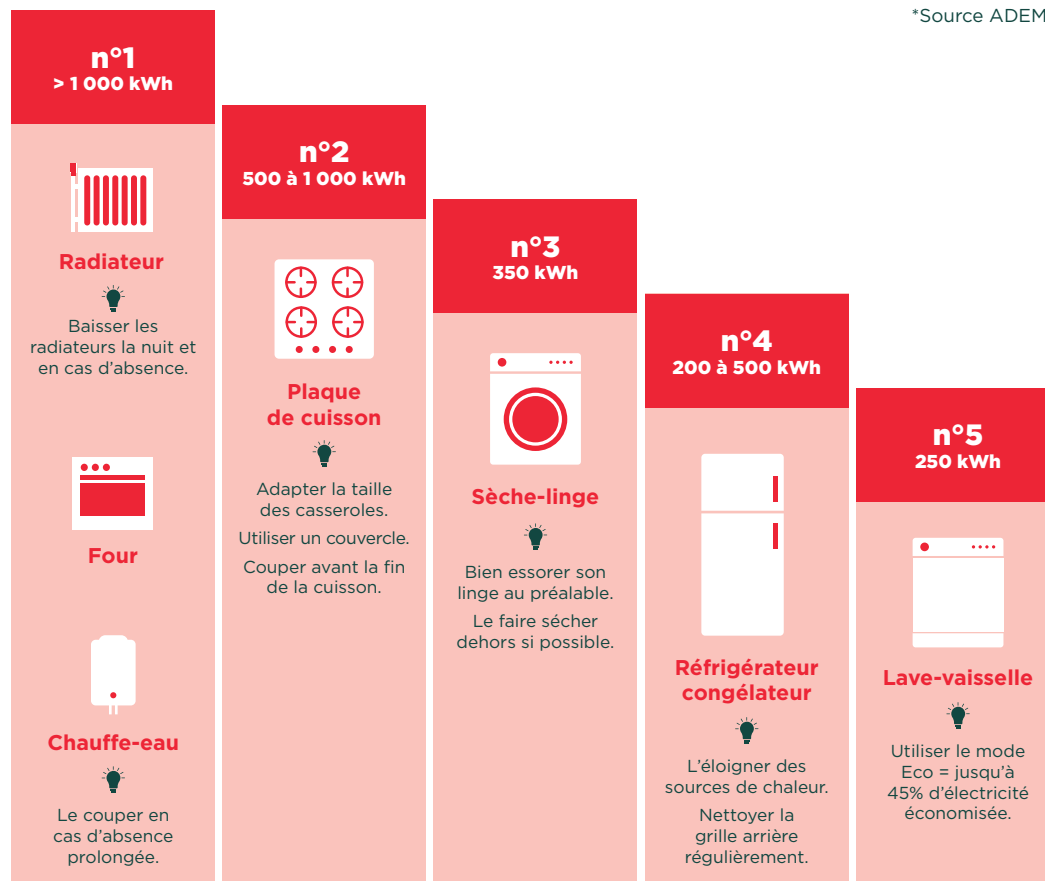 *Source ADEM
n°1
> 1 000 kWh
Radiateur
Baisser les
radiateurs la nuit et
en cas d’absence.
Four
Chauffe-eau
Le couper en
cas d’absence
prolongée.
n°2
500 à 1 000 kWh
Plaque
de cuisson
Adapter la taille
des casseroles.
Utiliser un couvercle.
Couper avant la fin
de la cuisson.
n°3
350 kWh
Sèche-linge
Bien essorer son
linge au préalable.
Le faire sécher
dehors si possible.
n°4
200 à 500 kWh
Réfrigérateur
congélateur
L’éloigner des
sources de chaleur.
Nettoyer la
grille arrière
régulièrement.
n°5
250 kWh
Lave-vaisselle
Utiliser le mode
Eco = jusqu’à
45% d’électricité
économisée.